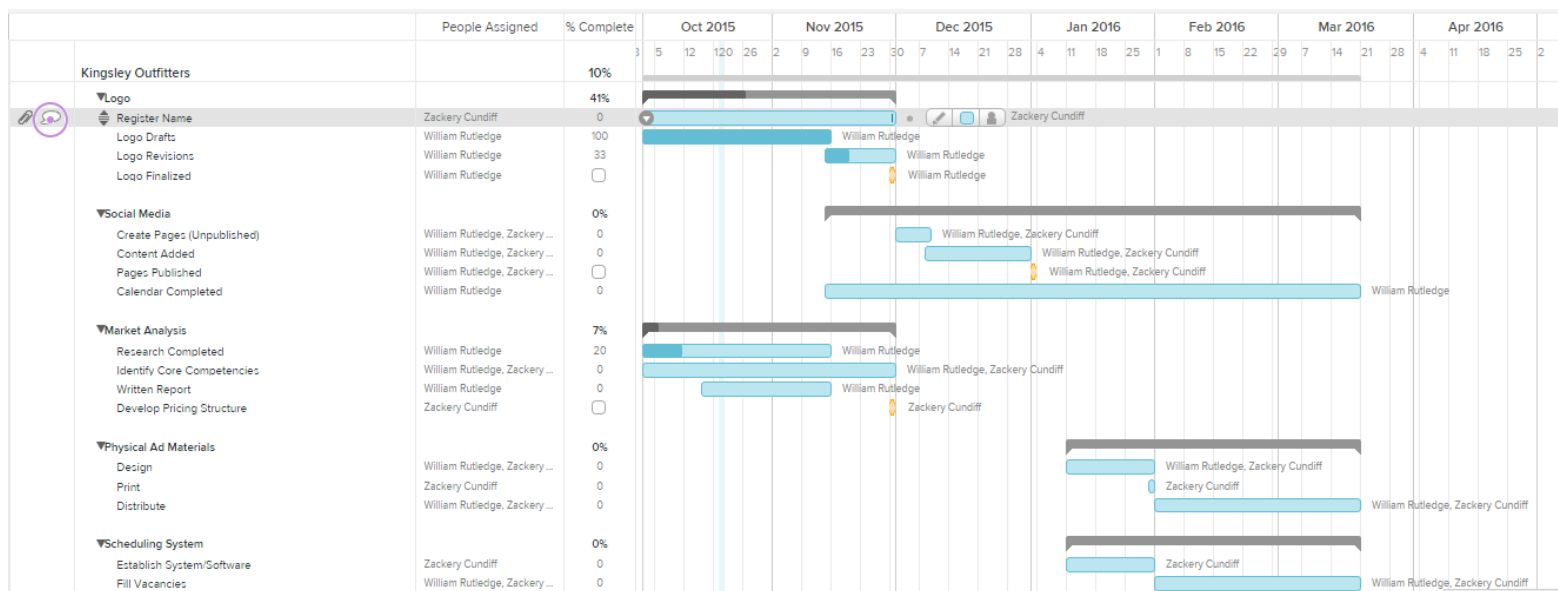 People Assigned % Complete Oct 2015 Nov 2015 Dec 2015 Jan 2016 Feb 2016 Mar 2016 Apr 2016
5 12 120 26 2 9 16 23 30 7 14 21 28 4 11 18 25 1 8 15 22 29 7 14 21 28 4 11 18 25 2
Kingsley Outfitters 10%
Logo 41%
Register Name Zackery Cundiff 0 Zackery Cundiff
Logo Drafts William Rutledge 100 William Rutledge
Logo Revisions William Rutledge 33 William Rutledge
Logo Finalized William Rutledge William Rutledge
Social Media 0%
Create Pages (Unpublished) William Rutledge, Zackery ... 0 William Rutledge, Zackery Cundiff
Content Added William Rutledge, Zackery ... 0 William Rutledge, Zackery Cundiff
Pages Published William Rutledge, Zackery ... William Rutledge, Zackery Cundiff
Calendar Completed William Rutledge 0 William Rutledge
Market Analysis 7%
Research Completed William Rutledge 20 William Rutledge
Identify Core Competencies William Rutledge, Zackery ... 0 William Rutledge, Zackery Cundiff
Written Report William Rutledge 0 William Rutledge
Develop Pricing Structure Zackery Cundiff Zackery Cundiff
Physical Ad Materials 0%
Design William Rutledge, Zackery ... 0 William Rutledge, Zackery Cundiff
Print Zackery Cundiff 0 Zackery Cundiff
Distribute William Rutledge, Zackery ... 0 William Rutledge, Zackery Cundiff
Scheduling System 0%
Establish System/Software Zackery Cundiff 0 Zackery Cundiff
Fill Vacancies William Rutledge, Zackery ... 0 William Rutledge, Zackery Cundiff